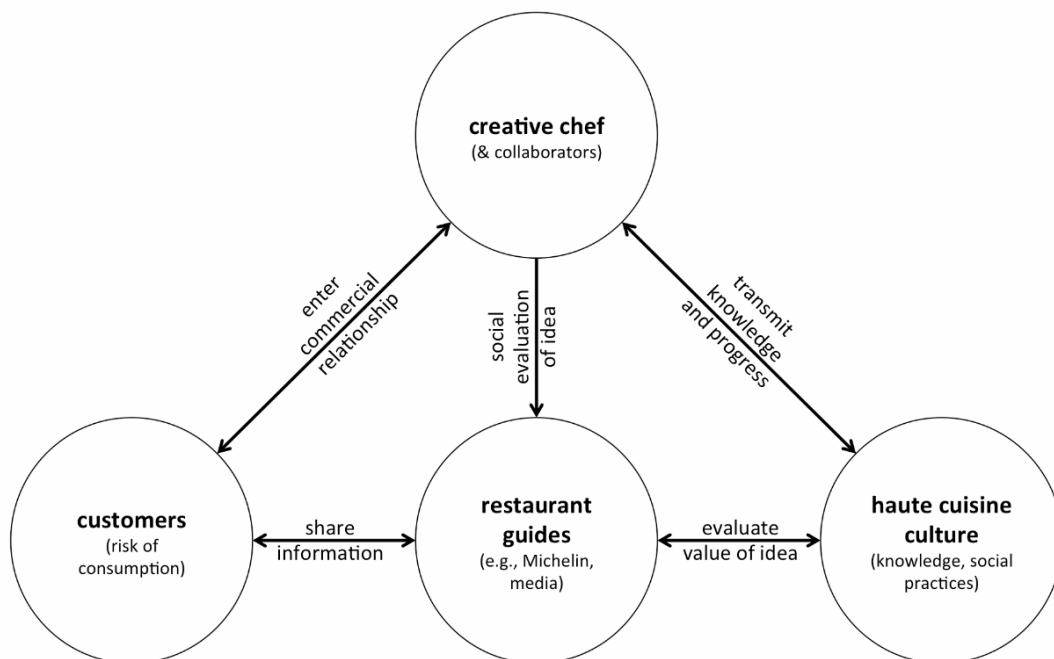 creative chef
(& collaborators)
enter
commercial
relationship
social
evaluation
of idea
transmit
knowledge
and progress
customers
(risk of
consumption)
share
information
restaurant
guides
(e.g., Michelin,
media)
evaluate
value of idea
haute cuisine
culture
(knowledge, social
practices)